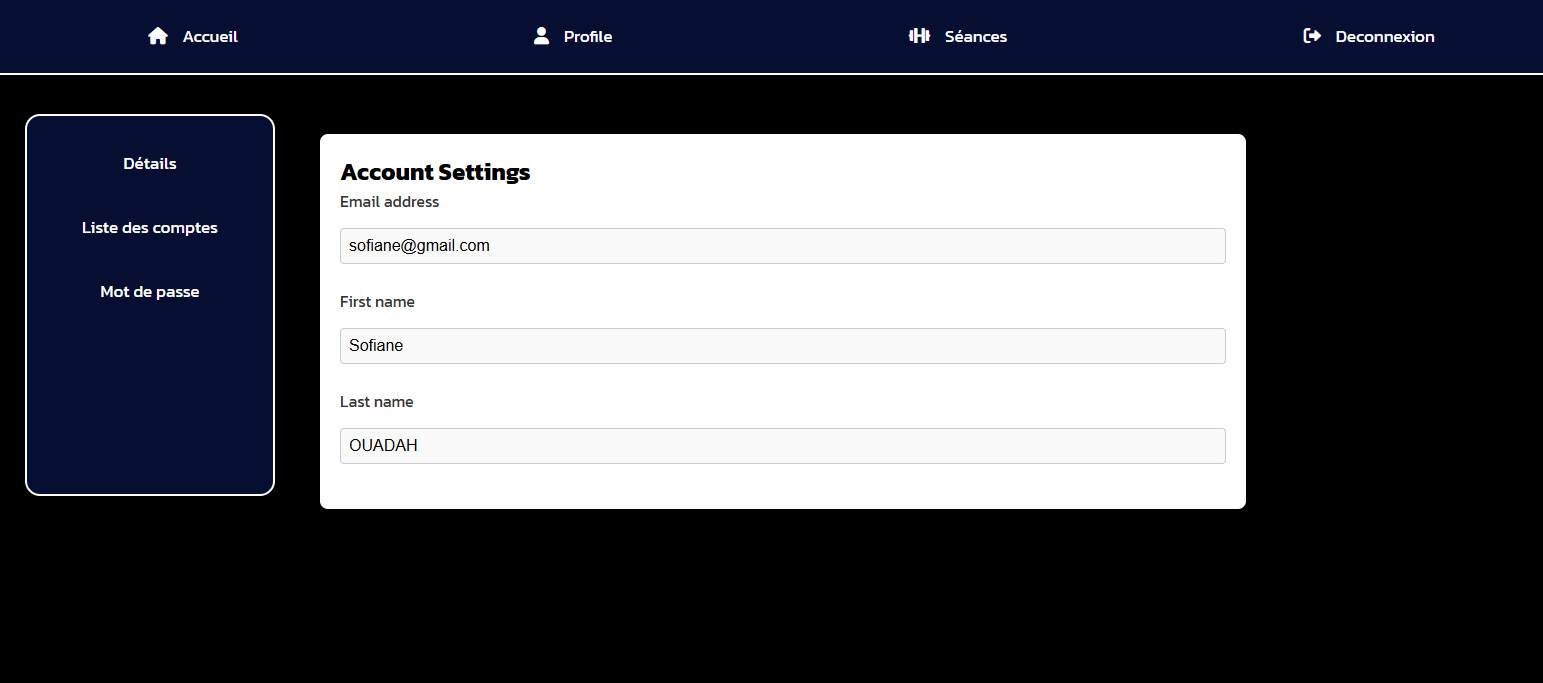 Accueil Profile Séances Deconnexion
Détails
Liste des comptes
Mot de passe
Account Settings
Email address
sofiane@gmail.com
First name
Sofiane
Last name
OUADAH